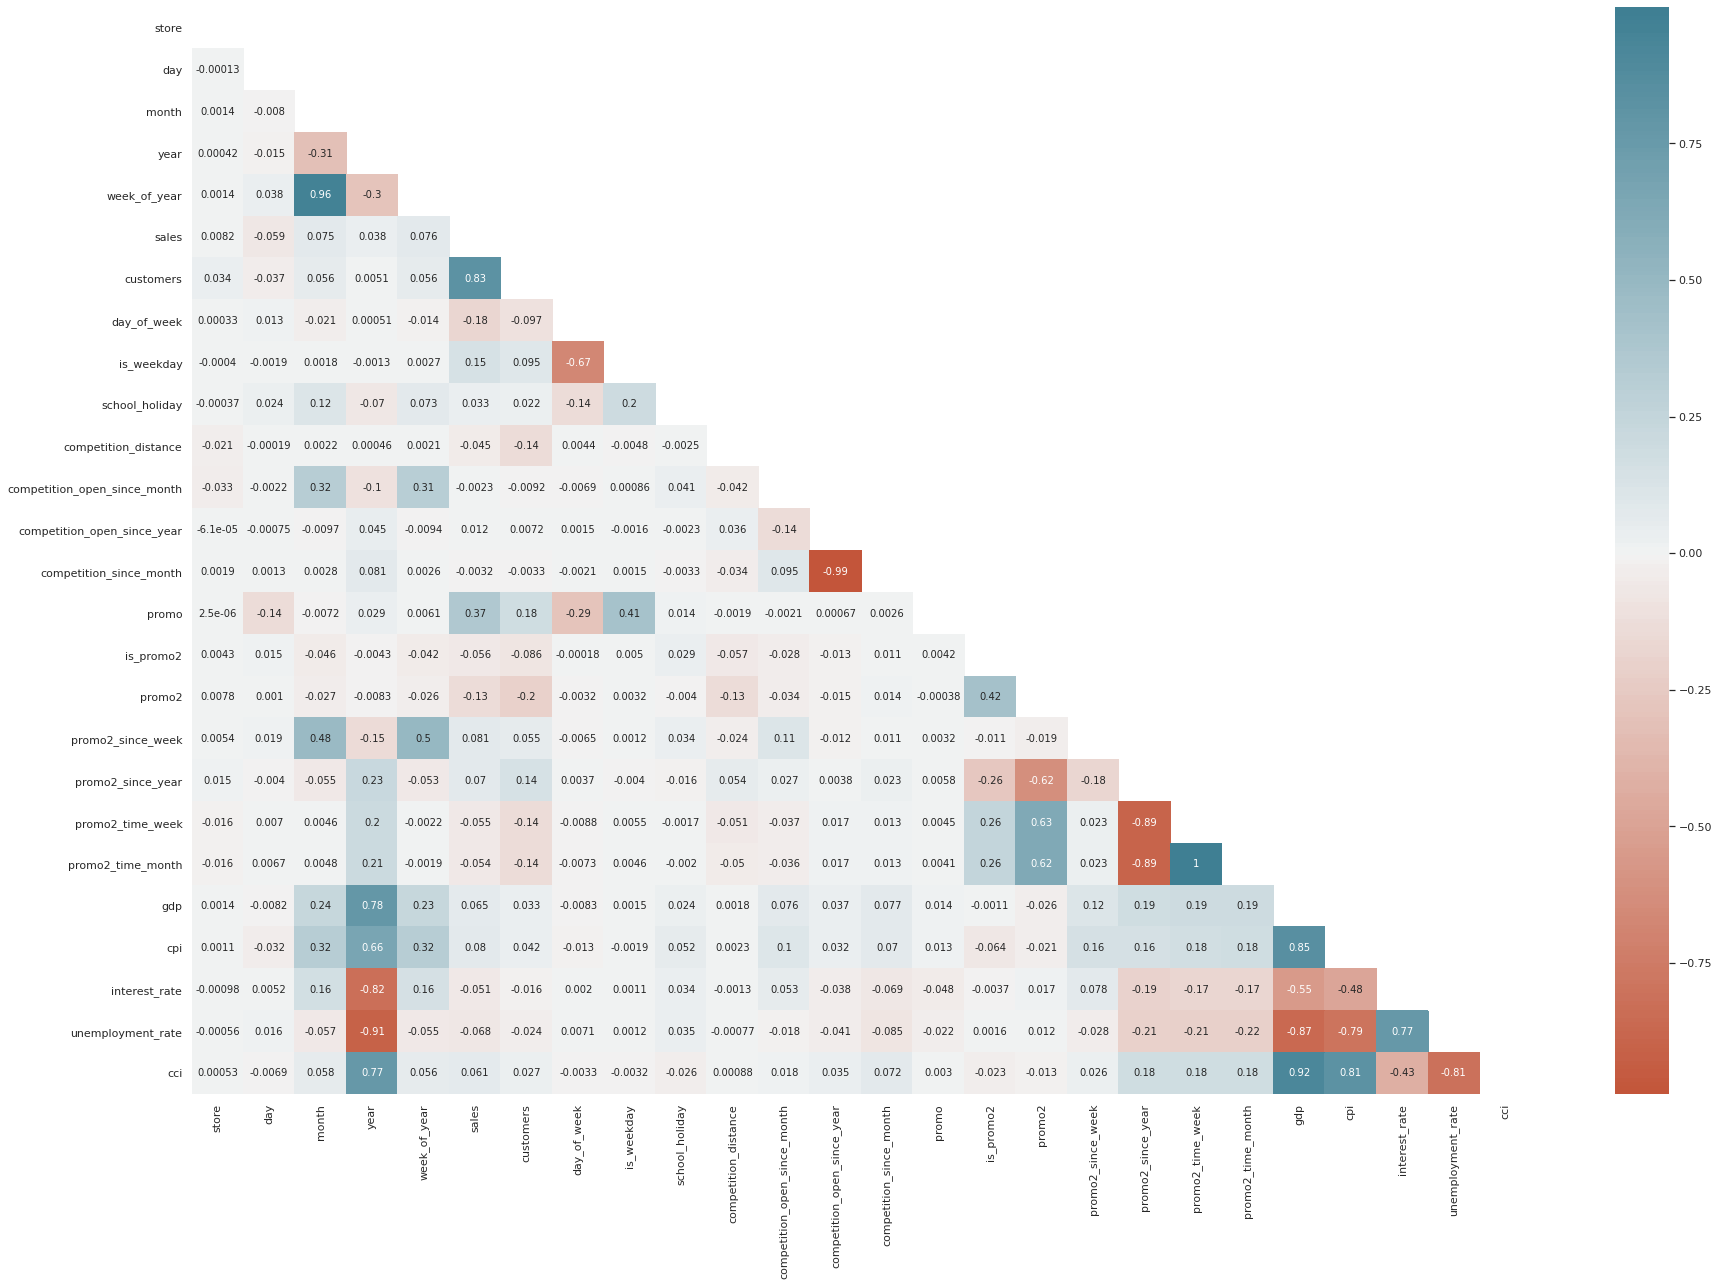 store
day -0.00013
month 0.0014 -0.008
year 0.00042 -0.015 -0.31
week_of_year 0.0014 0.038 0.96 -0.3
sales 0.0082 -0.059 0.075 0.038 0.076
customers 0.034 -0.037 0.056 0.0051 0.056 0.83
day_of_week 0.00033 0.013 -0.021 0.00051 -0.014 -0.18 -0.097
is_weekday -0.0004 -0.0019 0.0018 -0.0013 0.0027 0.15 0.095 -0.67
school_holiday -0.00037 0.024 0.12 -0.07 0.073 0.033 0.022 -0.14 0.2
competition_distance -0.021 -0.00019 0.0022 0.00046 0.0021 -0.045 -0.14 0.0044 -0.0048 -0.0025
competition_open_since_month -0.033 -0.0022 0.32 -0.1 0.31 -0.0023 -0.0092 -0.0069 0.00086 0.041 -0.042
competition_open_since_year -6.1e-05 -0.00075 -0.0097 0.045 -0.0094 0.012 0.0072 0.0015 -0.0016 -0.0023 0.036 -0.14
competition_since_month 0.0019 0.0013 0.0028 0.081 0.0026 -0.0032 -0.0033 -0.0021 0.0015 -0.0033 -0.034 0.095 -0.99
promo 2.5e-06 -0.14 -0.0072 0.029 0.0061 0.37 0.18 -0.29 0.41 0.014 -0.0019 -0.0021 0.00067 0.0026
is_promo2 0.0043 0.015 -0.046 -0.0043 -0.042 -0.056 -0.086 -0.00018 0.005 0.029 -0.057 -0.028 -0.013 0.011 0.0042
promo2 0.0078 0.001 -0.027 -0.0083 -0.026 -0.13 -0.2 -0.0032 0.0032 -0.004 -0.13 -0.034 -0.015 0.014 -0.00038 0.42
promo2_since_week 0.0054 0.019 0.48 -0.15 0.5 0.081 0.055 -0.0065 0.0012 0.034 -0.024 0.11 -0.012 0.011 0.0032 -0.011 -0.019
promo2_since_year 0.015 -0.004 -0.055 0.23 -0.053 0.07 0.14 0.0037 -0.004 -0.016 0.054 0.027 0.0038 0.023 0.0058 -0.26 -0.62 -0.18
promo2_time_week -0.016 0.007 0.0046 0.2 -0.0022 -0.055 -0.14 -0.0088 0.0055 -0.0017 -0.051 -0.037 0.017 0.013 0.0045 0.26 0.63 0.023 -0.89
promo2_time_month -0.016 0.0067 0.0048 0.21 -0.0019 -0.054 -0.14 -0.0073 0.0046 -0.002 -0.05 -0.036 0.017 0.013 0.0041 0.26 0.62 0.023 -0.89 1
gdp 0.0014 -0.0082 0.24 0.78 0.23 0.065 0.033 -0.0083 0.0015 0.024 0.0018 0.076 0.037 0.077 0.014 -0.0011 -0.026 0.12 0.19 0.19 0.19
cpi 0.0011 -0.032 0.32 0.66 0.32 0.08 0.042 -0.013 -0.0019 0.052 0.0023 0.1 0.032 0.07 0.013 -0.064 -0.021 0.16 0.16 0.18 0.18 0.85
interest_rate -0.00098 0.0052 0.16 -0.82 0.16 -0.051 -0.016 0.002 0.0011 0.034 -0.0013 0.053 -0.038 -0.069 -0.048 -0.0037 0.017 0.078 -0.19 -0.17 -0.17 -0.55 -0.48
unemployment_rate -0.00056 0.016 -0.057 -0.91 -0.055 -0.068 -0.024 0.0071 0.0012 0.035 -0.00077 -0.018 -0.041 -0.085 -0.022 0.0016 0.012 -0.028 -0.21 -0.21 -0.22 -0.87 -0.79 0.77
cci 0.00053 -0.0069 0.058 0.77 0.056 0.061 0.027 -0.0033 -0.0032 -0.026 0.00088 0.018 0.035 0.072 0.003 -0.023 -0.013 0.026 0.18 0.18 0.18 0.92 0.81 -0.43 -0.81
store
day
month
year
week_of_year
sales
customers
day_of_week
is_weekday
school_holiday
competition_distance
competition_open_since_month
competition_open_since_year
competition_since_month
promo
is_promo2
promo2
promo2_since_week
promo2_since_year
promo2_time_week
promo2_time_month
gdp
cpi
interest_rate
unemployment_rate
cci
0.75
0.50
0.25
0.00
−0.25
−0.50
−0.75